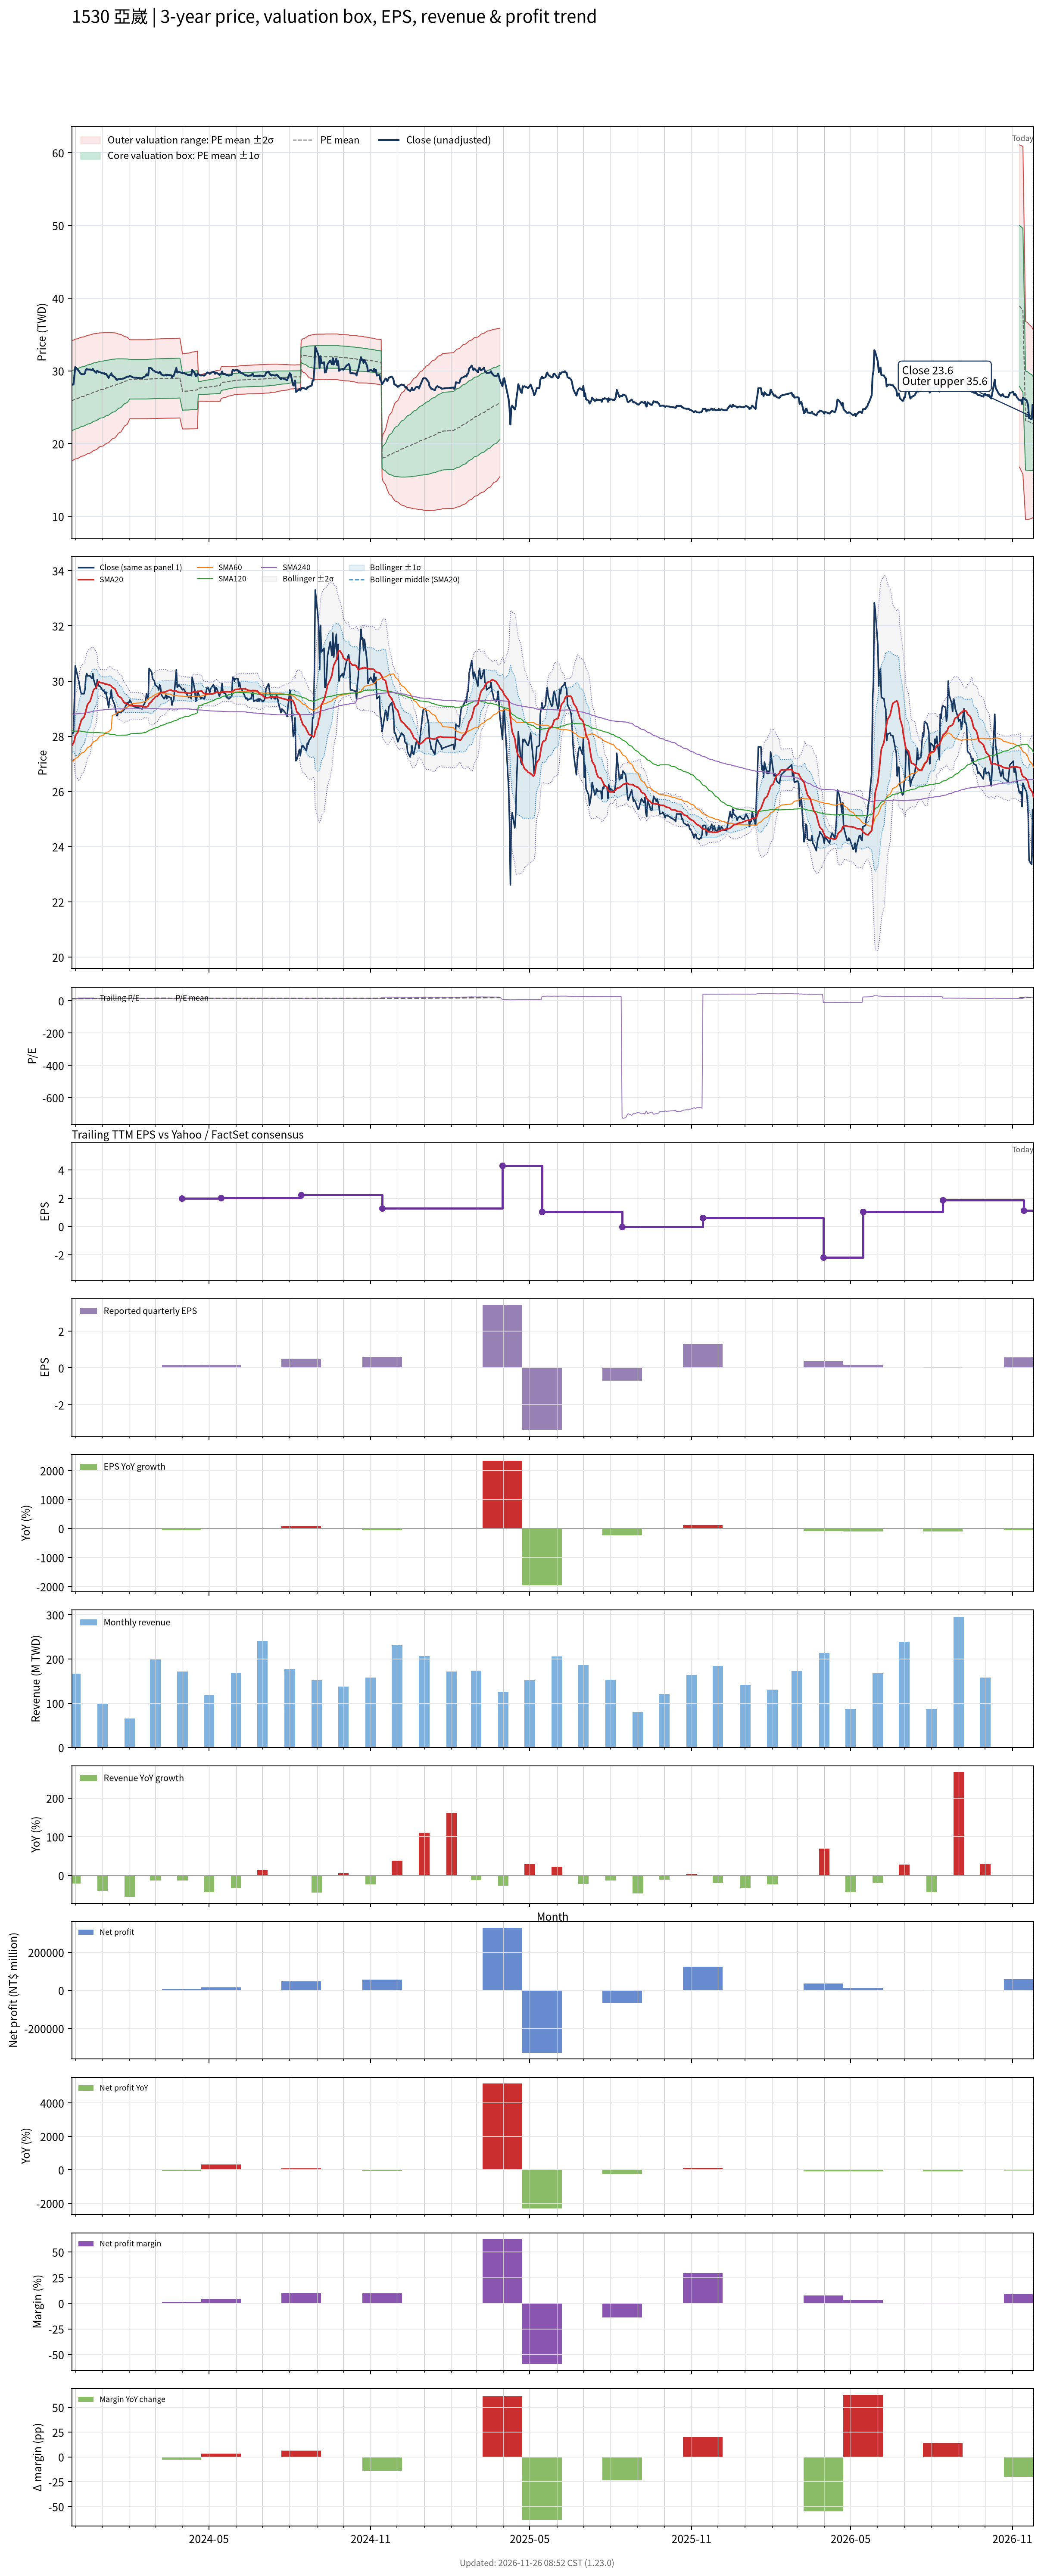 1530 亞崴 | 3-year price, valuation box, EPS, revenue & profit trend
Outer valuation range: PE mean ±2σ
Core valuation box: PE mean ±1σ
PE mean
Close (unadjusted)
Today
60
50
40
30
20
10
Price (TWD)
Close 23.6
Outer upper 35.6
Close (same as panel 1)
SMA20
SMA60
SMA120
SMA240
Bollinger ±2σ
Bollinger ±1σ
Bollinger middle (SMA20)
34
32
30
28
26
24
22
20
Price
Trailing P/E
P/E mean
0
-200
-400
-600
P/E
Trailing TTM EPS vs Yahoo / FactSet consensus
Today
4
2
0
-2
EPS
Reported quarterly EPS
2
0
-2
EPS
EPS YoY growth
2000
1000
0
-1000
-2000
YoY (%)
Monthly revenue
300
200
100
0
Revenue (M TWD)
Revenue YoY growth
200
100
0
YoY (%)
Month
Net profit
200000
0
-200000
Net profit (NT$ million)
Net profit YoY
4000
2000
0
-2000
YoY (%)
Net profit margin
50
25
0
-25
-50
Margin (%)
Margin YoY change
50
25
0
-25
-50
Δ margin (pp)
2024-05
2024-11
2025-05
2025-11
2026-05
2026-11
Updated: 2026-11-26 08:52 CST (1.23.0)